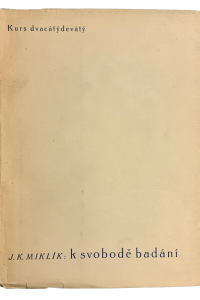 Kurs dvacátýdevátý
J. K. MIKLÍK: k svobodě badání